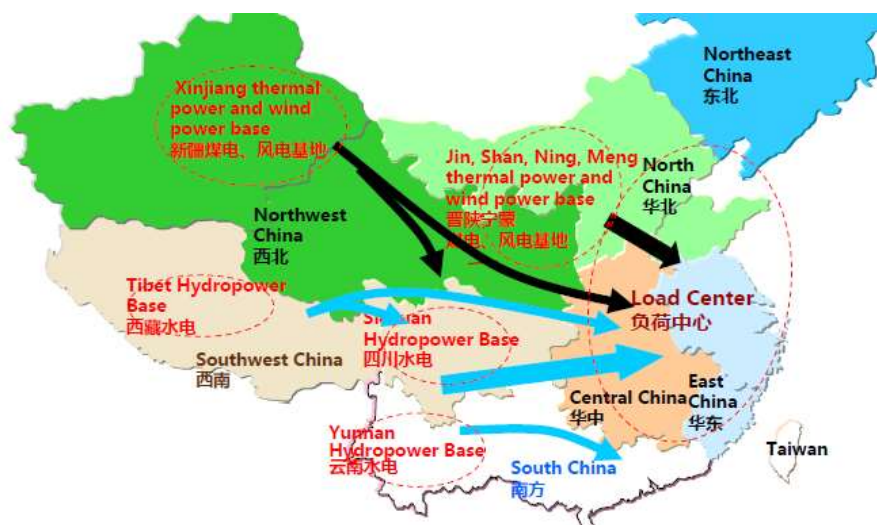 Northeast
China
东北
Xinjiang thermal
power and wind
power base
新疆煤电、风电基地
Jin, Shan, Ning, Meng
thermal power and
wind power base
晋陕宁蒙
煤电、风电基地
North
China
华北
Northwest
China
西北
Tibet Hydropower
Base
西藏水电
Load Center
负荷中心
Sichuan
Hydropower Base
四川水电
Southwest China
西南
Central China
华中
East
China
华东
Yunnan
Hydropower Base
云南水电
South China
南方
Taiwan